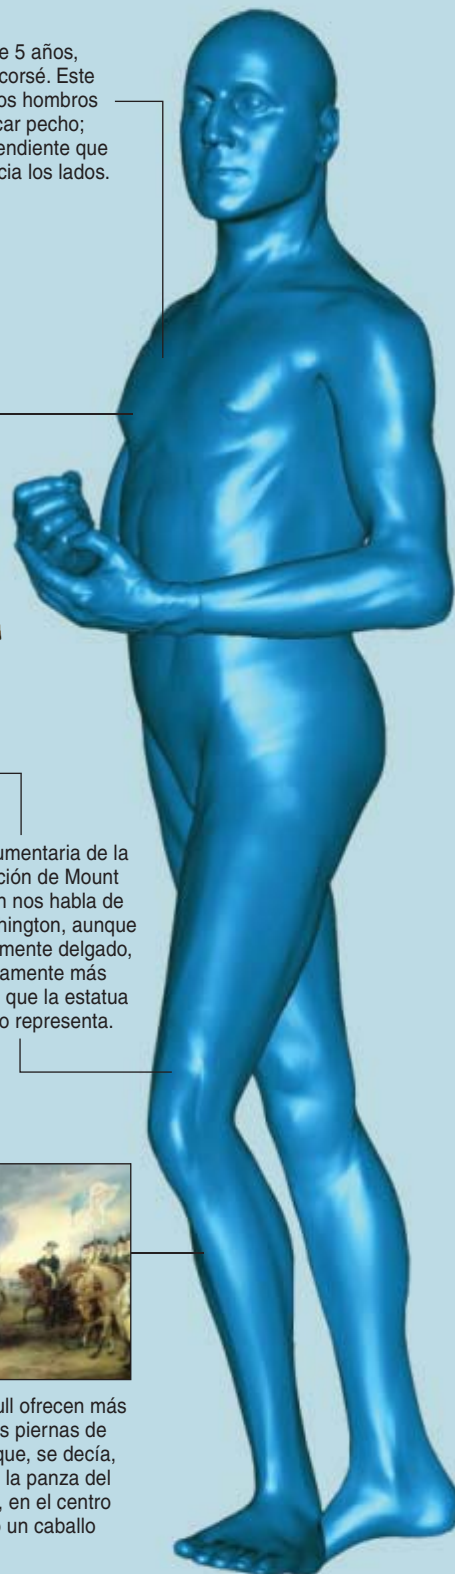 e 5 años,
corsé. Este
os hombros
car pecho;
endiente que
cia los lados.
umentaria de la
ción de Mount
n nos habla de
hington, aunque
mente delgado,
amente más
que la estatua
o representa.
ull ofrecen más
s piernas de
que, se decía,
la panza del
, en el centro
un caballo